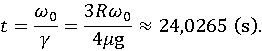 t = ω₀/γ = 3Rω₀/4μg ≈ 24,0265 (s).